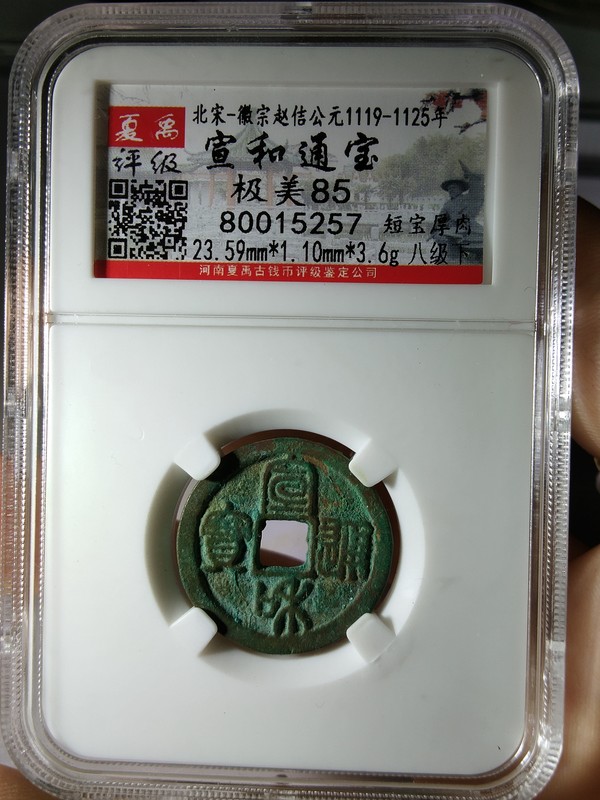 北宋-徽宗赵佶公元1119-1125年
夏禹
评级
宣和通宝
极美85
80015257 短宝厚肉
23.59mm*1.10mm*3.6g 八级下
河南夏禹古钱币评级鉴定公司
宣
寶 通
和